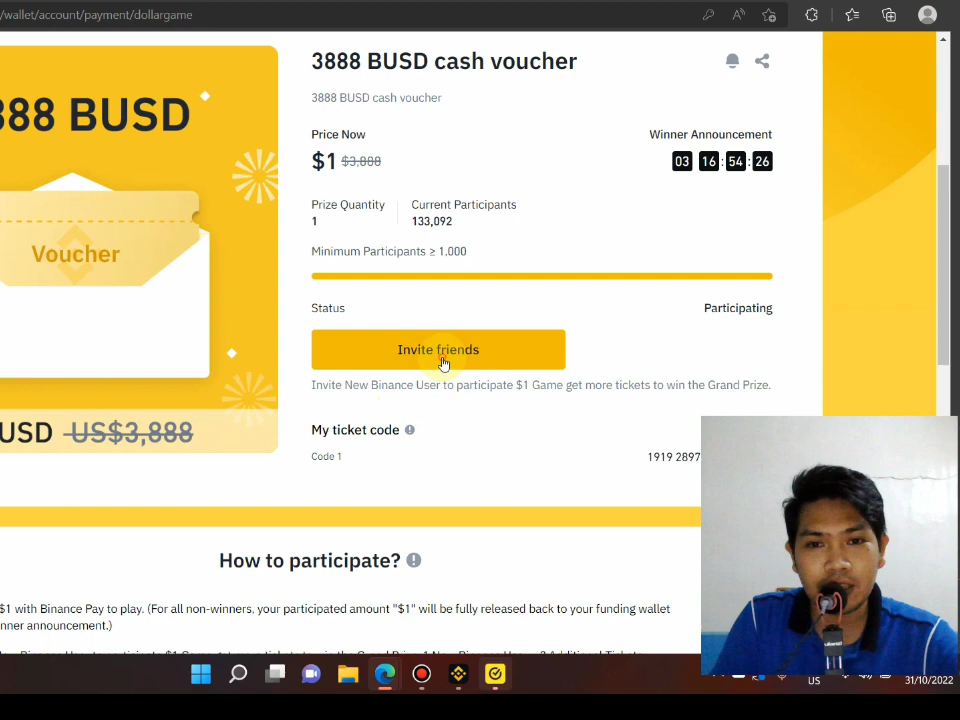 /wallet/account/payment/dollargame
3888 BUSD cash voucher
3888 BUSD cash voucher
Price Now
Winner Announcement
$1 $3,888
03 16 : 54 : 26
Prize Quantity
Current Participants
1
133,092
Minimum Participants ≥ 1,000
Status
Participating
Invite friends
Invite New Binance User to participate $1 Game get more tickets to win the Grand Prize.
My ticket code
Code 1
1919 2897
88 BUSD
Voucher
USD US$3,888
How to participate?
$1 with Binance Pay to play. (For all non-winners, your participated amount "$1" will be fully released back to your funding wallet
nner announcement.)
US
31/10/2022